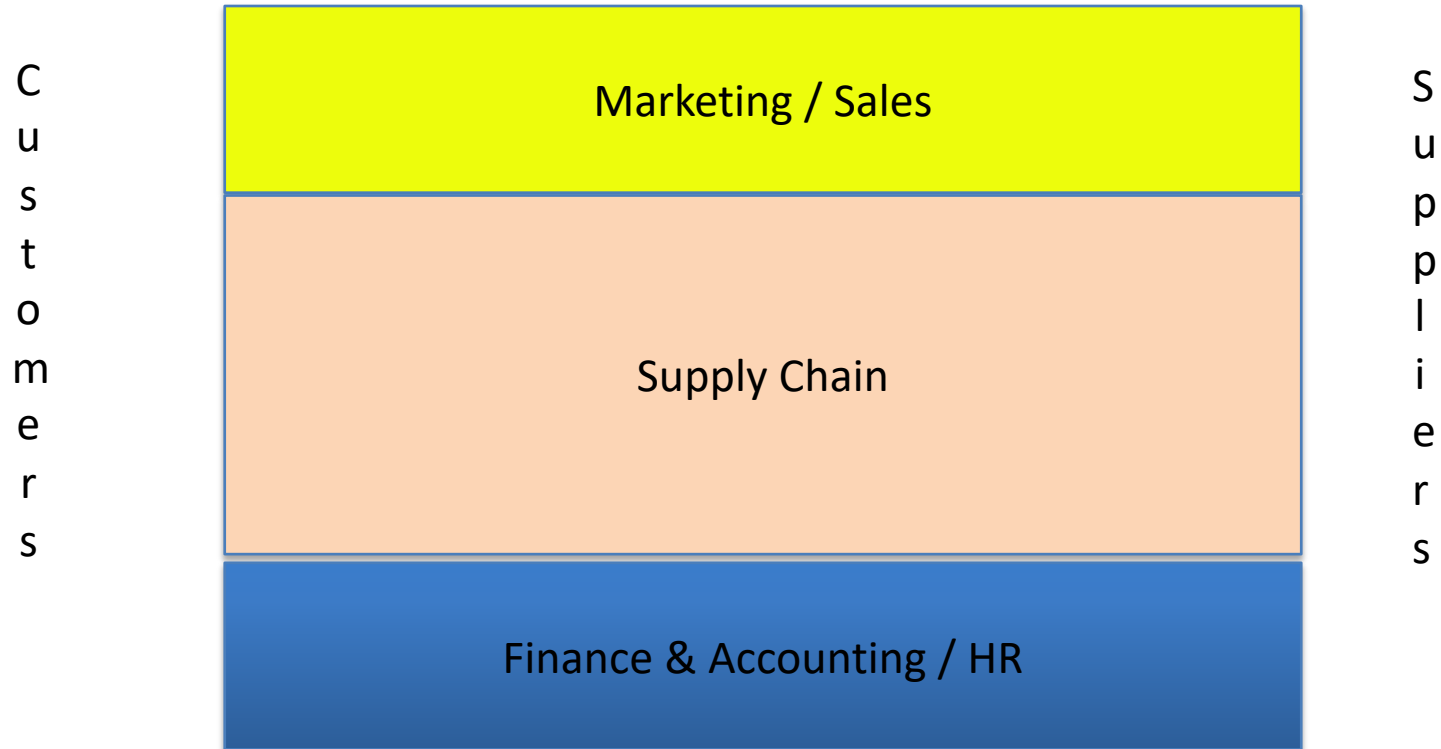 Customers
Marketing / Sales
Supply Chain
Finance & Accounting / HR
Suppliers